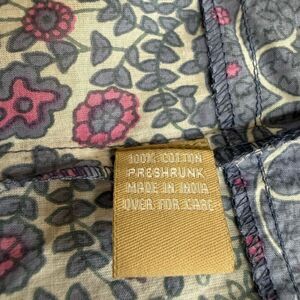 100% COTTON
PRESHRUNK
MADE IN INDIA
OVER FOR CARE